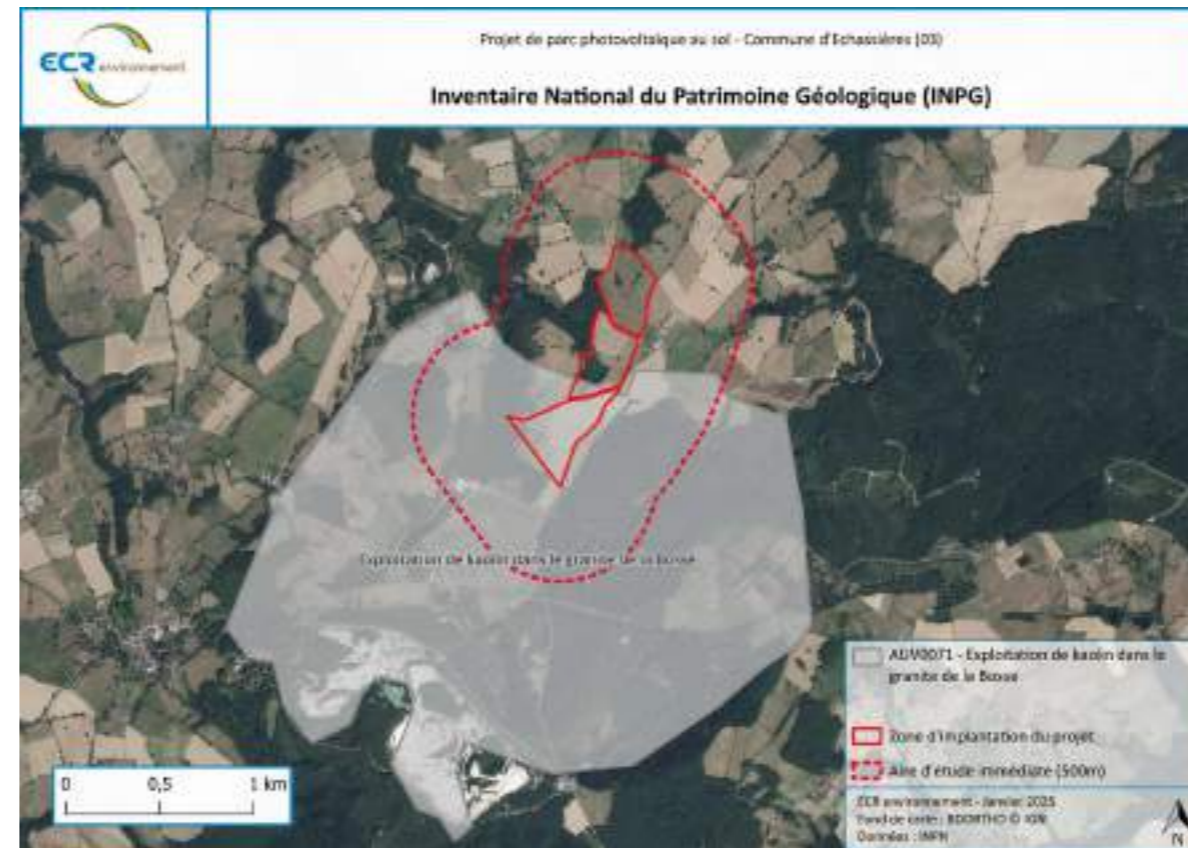 ECR environnement
Projet de parc photovoltaïque au sol - Commune d'Echassières (03)
Inventaire National du Patrimoine Géologique (INPG)
Exploitation de kaolin dans le granite de la Bosse
AUV0071 - Exploitation de kaolin dans le
granite de la Bosse
Zone d'implantation du projet
Aire d'étude immédiate (500m)
0 0,5 1 km
ECR environnement - Janvier 2025
Fond de carte : BDORTHO © IGN
Données : INPN
N